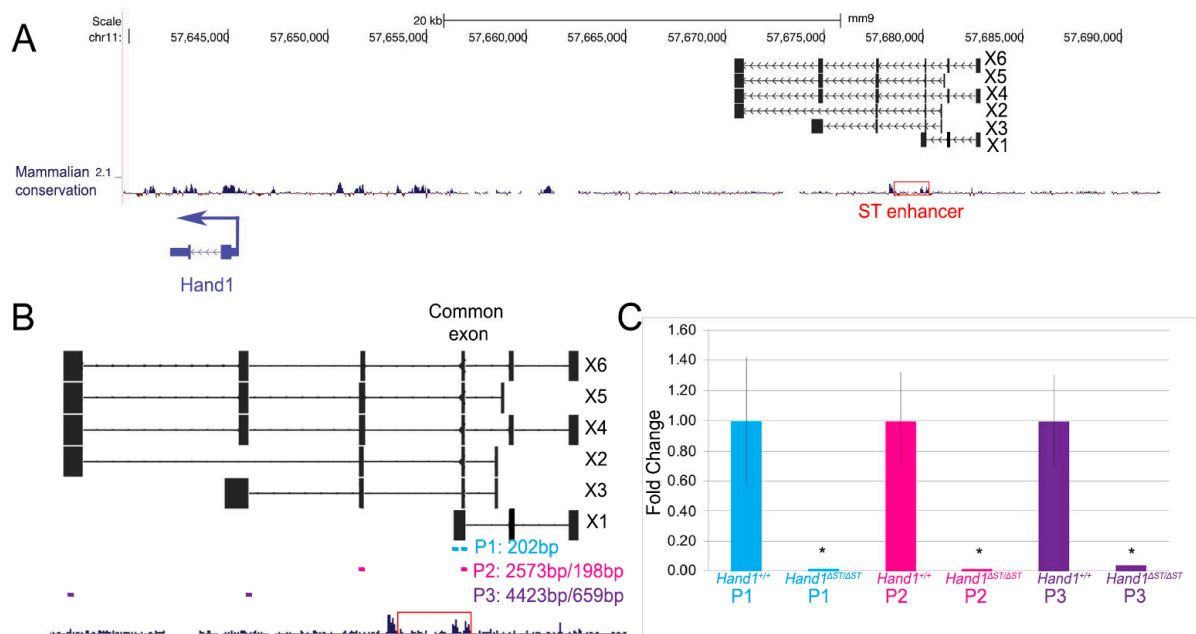 A
Scale
20 kb
mm9
chr11:
57,645,000
57,650,000
57,655,000
57,660,000
57,665,000
57,670,000
57,675,000
57,680,000
57,685,000
57,690,000
X6
X5
X4
X2
X3
X1
Mammalian 2.1
conservation
ST enhancer
Hand1
B
Common
exon
X6
X5
X4
X2
X3
X1
P1: 202bp
P2: 2573bp/198bp
P3: 4423bp/659bp
C
Fold Change
1.60
1.40
1.20
1.00
0.80
0.60
0.40
0.20
0.00
* * *
Hand1+/+ Hand1ΔST/ΔST Hand1+/+ Hand1ΔST/ΔST Hand1+/+ Hand1ΔST/ΔST
P1 P1 P2 P2 P3 P3